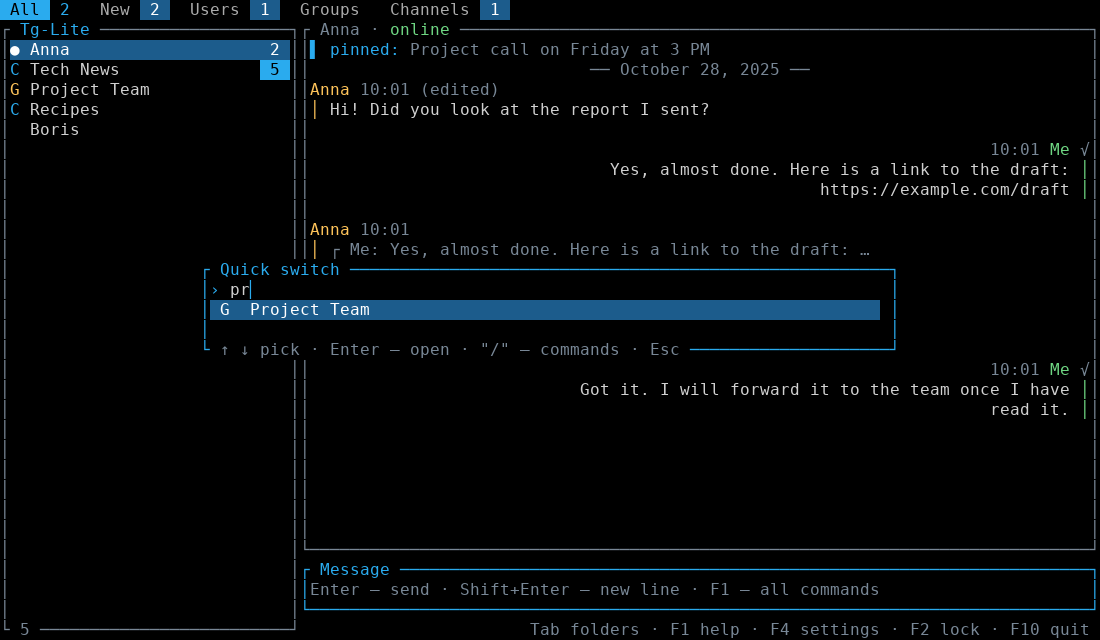 All 2 New 2 Users 1 Groups Channels 1
Tg-Lite
● Anna 2
C Tech News 5
G Project Team
C Recipes
Boris
5
Anna · online
pinned: Project call on Friday at 3 PM
── October 28, 2025 ──
Anna 10:01 (edited)
Hi! Did you look at the report I sent?
10:01 Me √
Yes, almost done. Here is a link to the draft:
https://example.com/draft
Anna 10:01
┌ Me: Yes, almost done. Here is a link to the draft: …
Quick switch
› pr
G Project Team
↑ ↓ pick · Enter — open · "/" — commands · Esc
10:01 Me √
Got it. I will forward it to the team once I have
read it.
Message
Enter — send · Shift+Enter — new line · F1 — all commands
Tab folders · F1 help · F4 settings · F2 lock · F10 quit